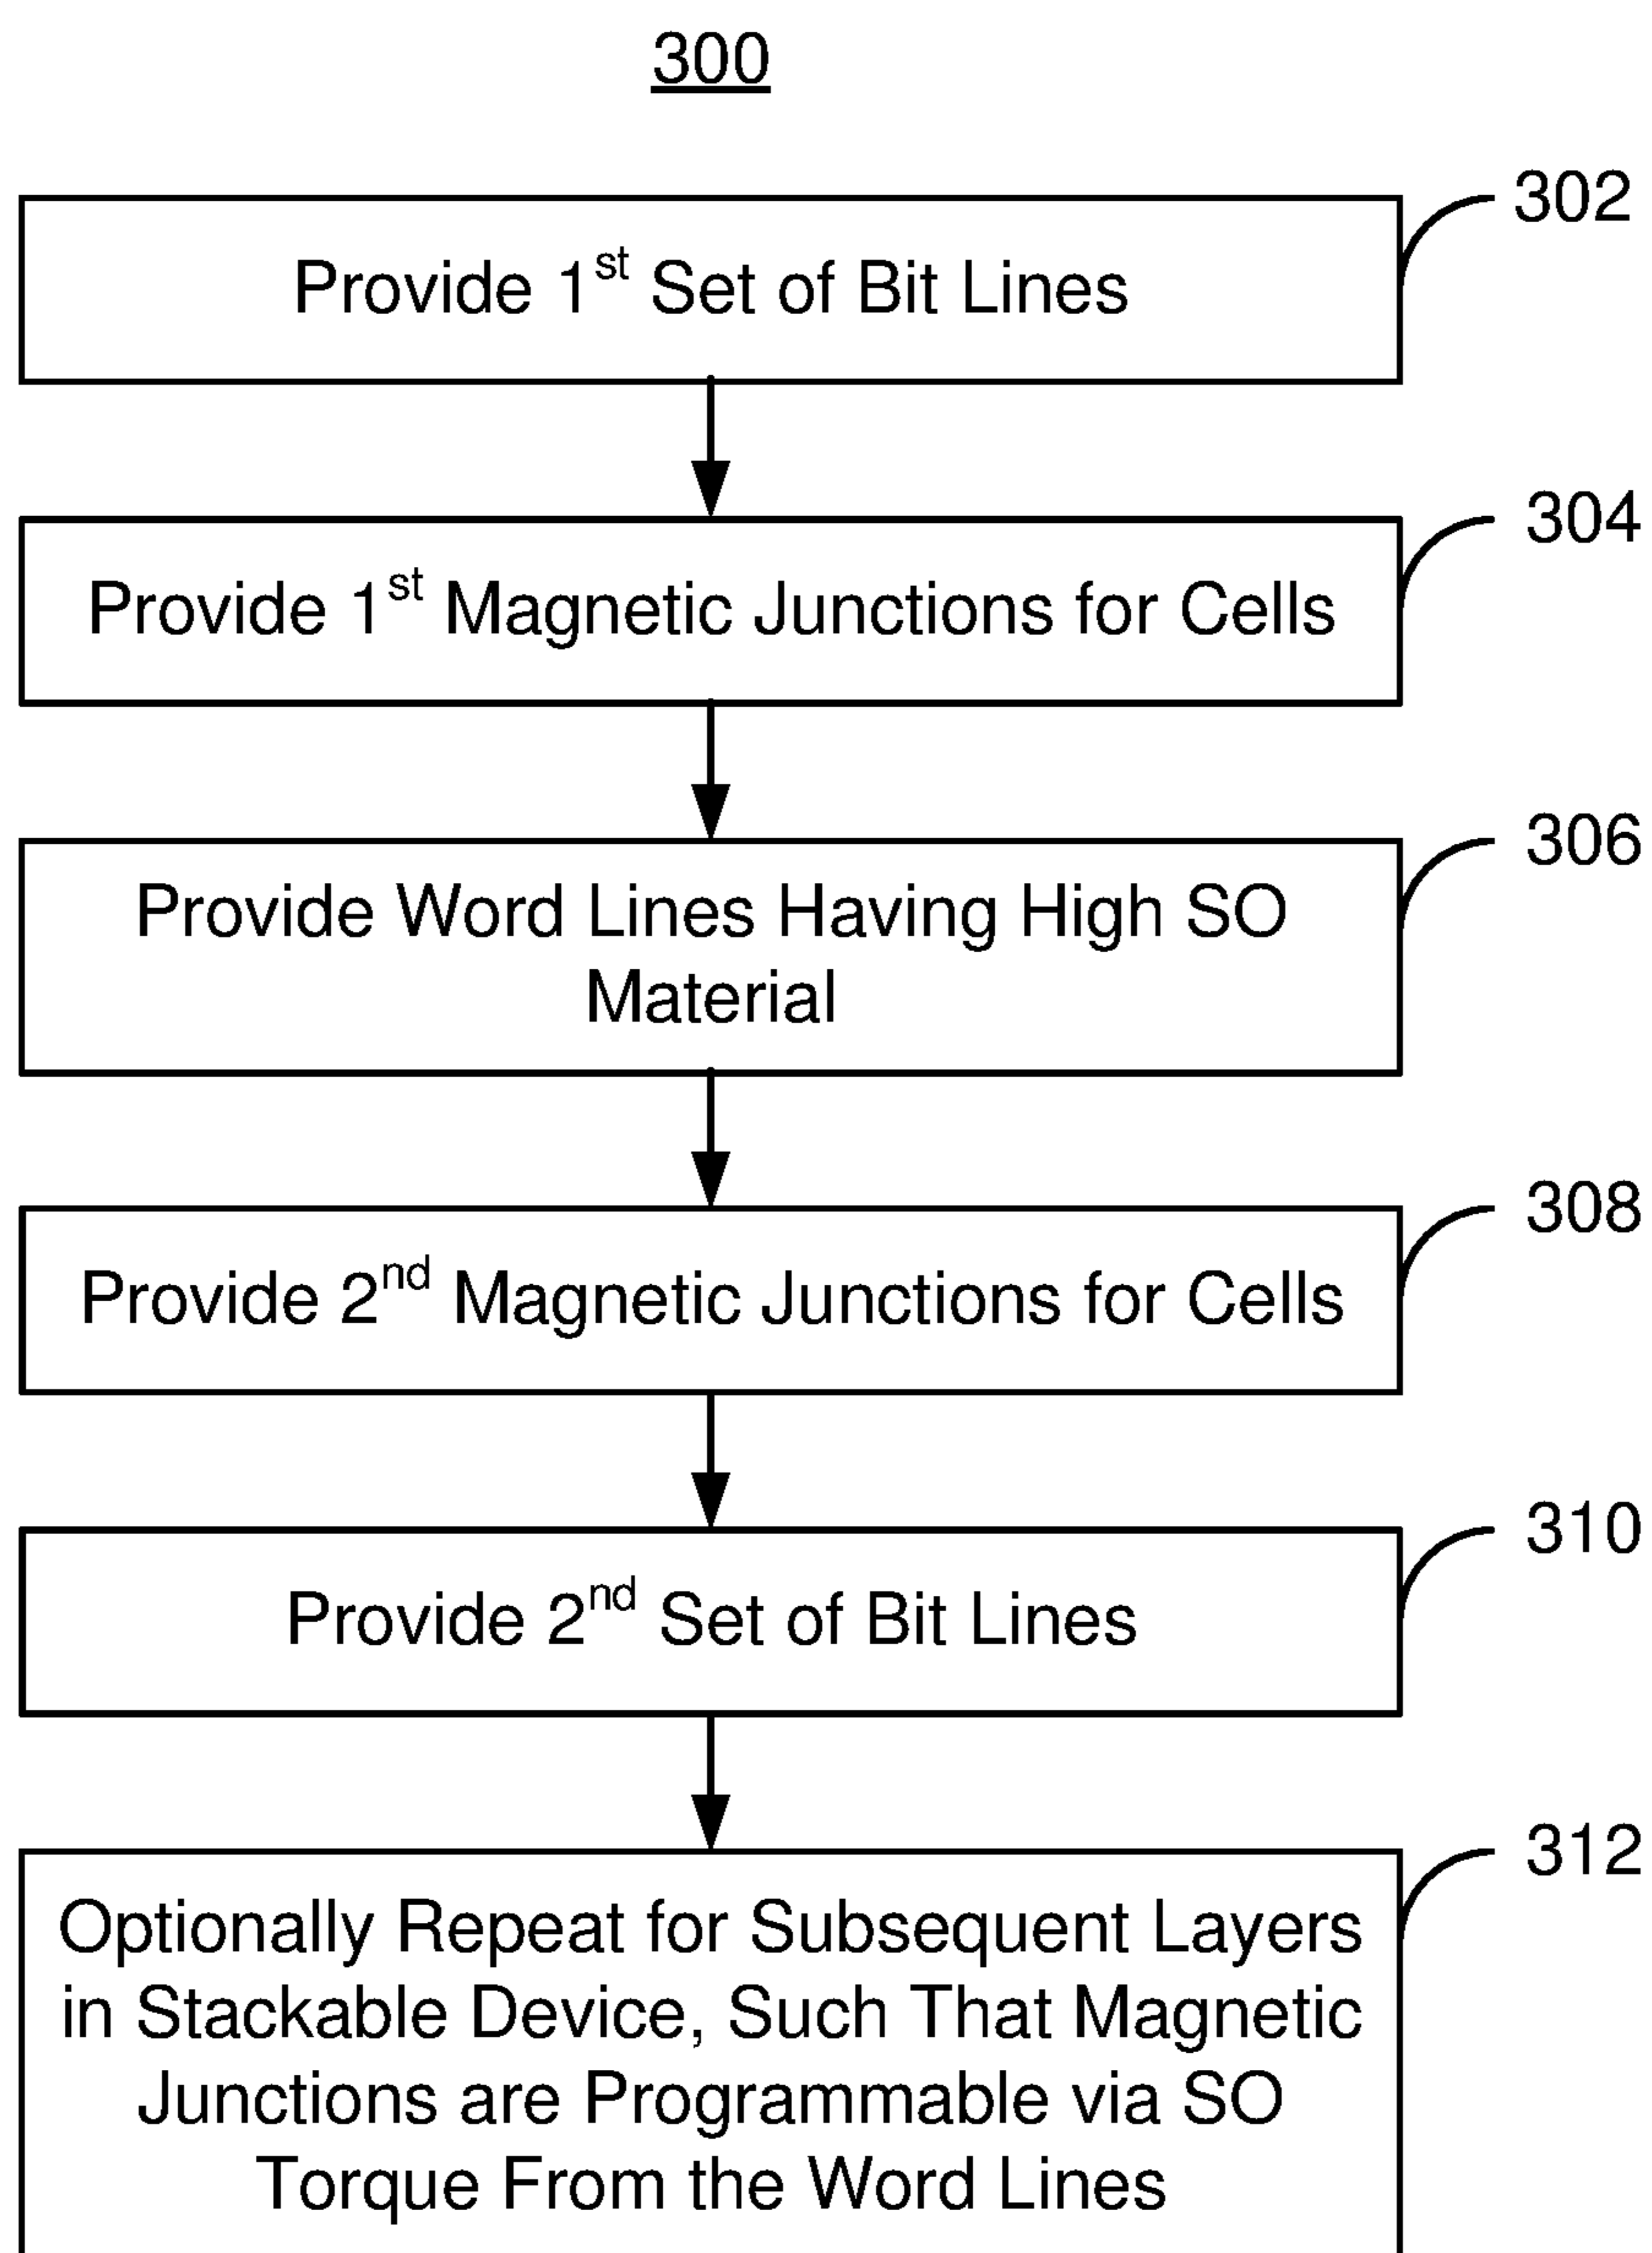 300
302
Provide 1st Set of Bit Lines
304
Provide 1st Magnetic Junctions for Cells
306
Provide Word Lines Having High SO
Material
308
Provide 2nd Magnetic Junctions for Cells
310
Provide 2nd Set of Bit Lines
312
Optionally Repeat for Subsequent Layers
in Stackable Device, Such That Magnetic
Junctions are Programmable via SO
Torque From the Word Lines